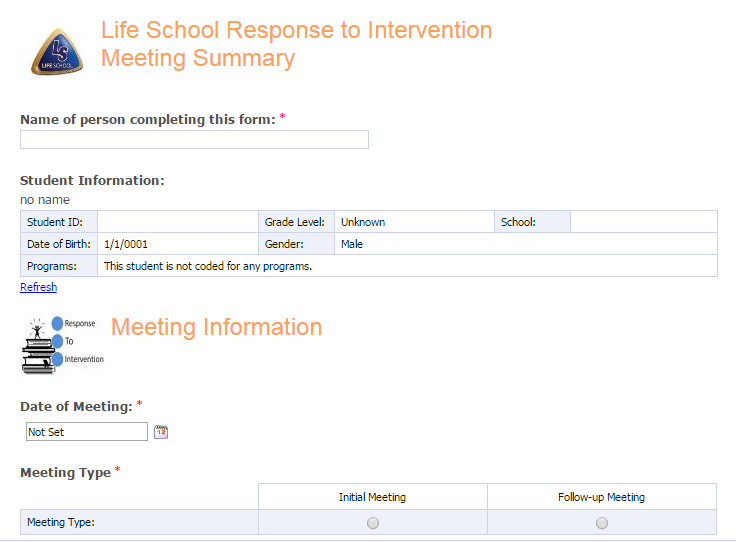 LS
LIFE SCHOOL
Life School Response to Intervention
Meeting Summary
Name of person completing this form: *
Student Information:
no name
Student ID: Grade Level: Unknown School:
Date of Birth: 1/1/0001 Gender: Male
Programs: This student is not coded for any programs.
Refresh
Response
To
Intervention
Meeting Information
Date of Meeting: *
Not Set 12
Meeting Type *
Initial Meeting Follow-up Meeting
Meeting Type: